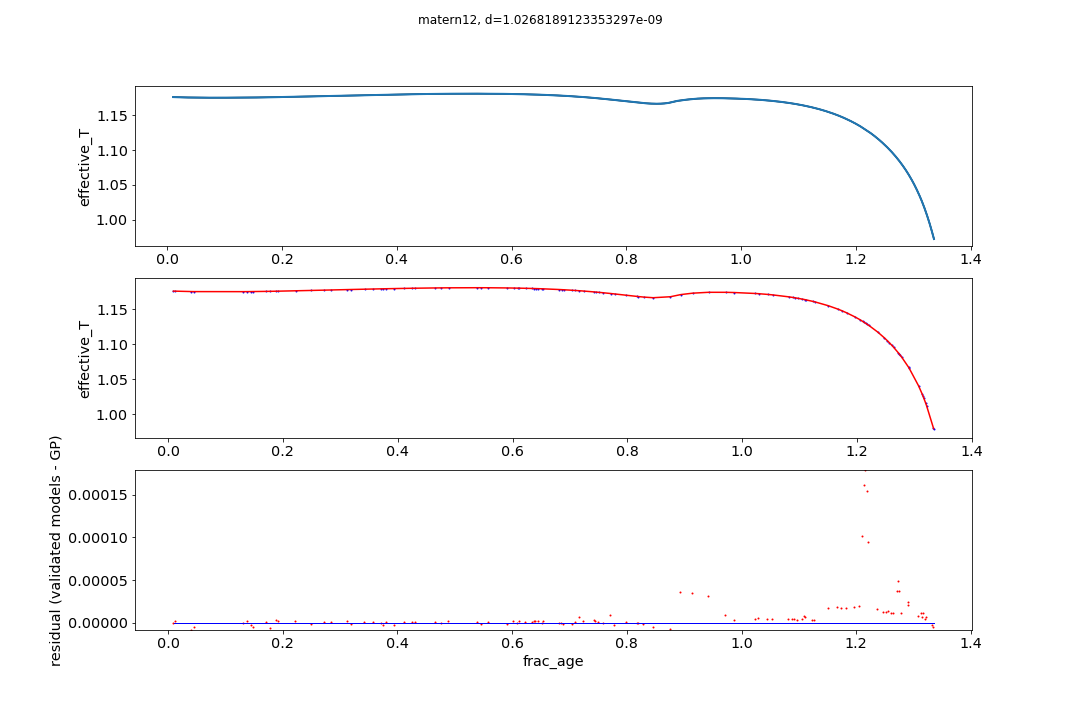 matern12, d=1.0268189123353297e-09
effective_T
1.15
1.10
1.05
1.00
0.0 0.2 0.4 0.6 0.8 1.0 1.2 1.4
effective_T
1.15
1.10
1.05
1.00
0.0 0.2 0.4 0.6 0.8 1.0 1.2 1.4
residual (validated models - GP)
0.00015
0.00010
0.00005
0.00000
0.0 0.2 0.4 0.6 0.8 1.0 1.2 1.4
frac_age